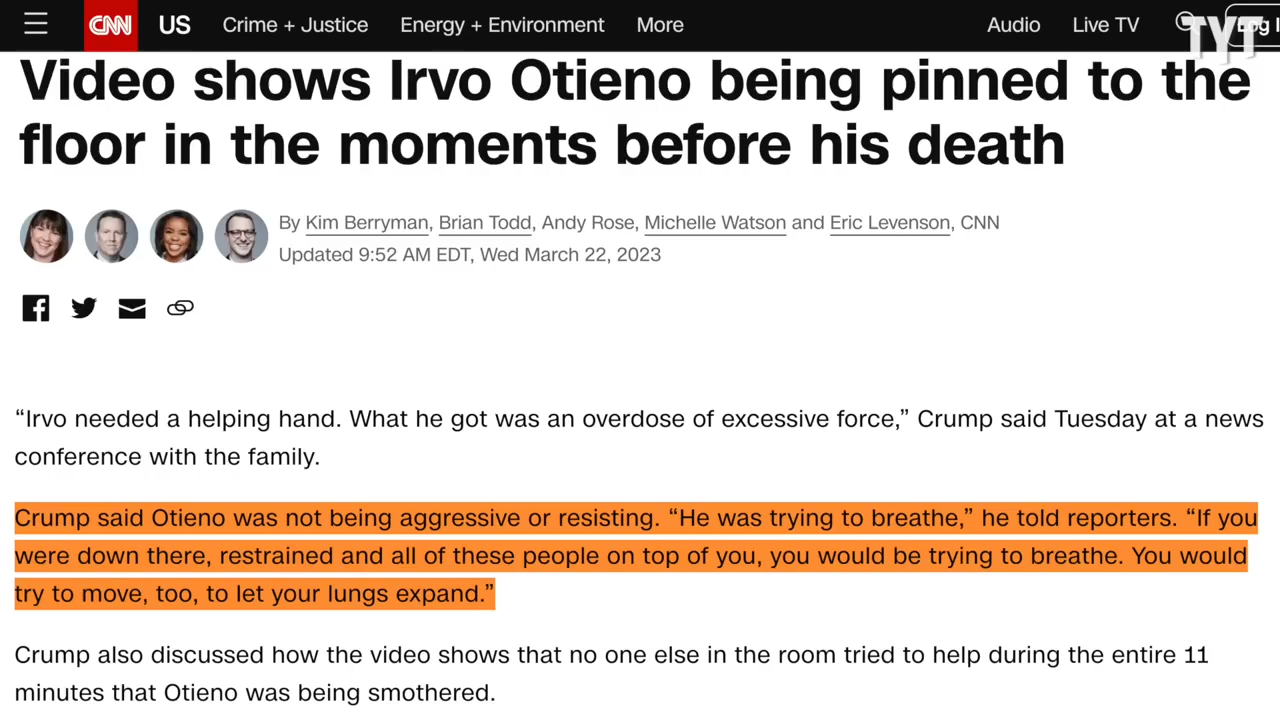 CNN US Crime + Justice Energy + Environment More Audio Live TV Log I
TYT
Video shows Irvo Otieno being pinned to the
floor in the moments before his death
By Kim Berryman, Brian Todd, Andy Rose, Michelle Watson and Eric Levenson, CNN
Updated 9:52 AM EDT, Wed March 22, 2023
“Irvo needed a helping hand. What he got was an overdose of excessive force,” Crump said Tuesday at a news
conference with the family.
Crump said Otieno was not being aggressive or resisting. “He was trying to breathe,” he told reporters. “If you
were down there, restrained and all of these people on top of you, you would be trying to breathe. You would
try to move, too, to let your lungs expand.”
Crump also discussed how the video shows that no one else in the room tried to help during the entire 11
minutes that Otieno was being smothered.